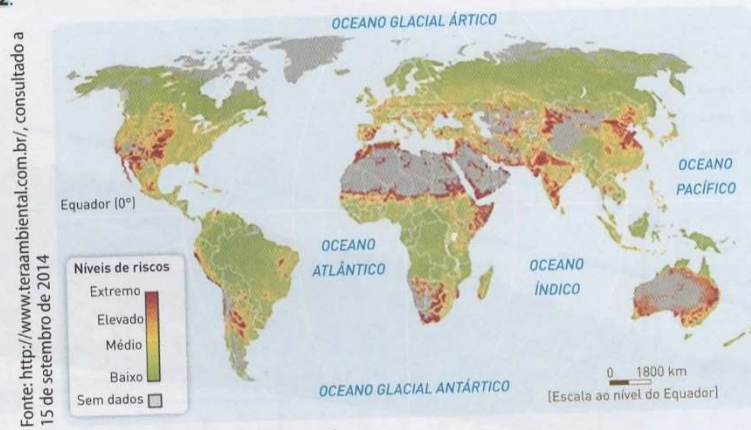 2.
OCEANO GLACIAL ÁRTICO
Fonte: http://www.teraambiental.com.br/, consultado a
15 de setembro de 2014
OCEANO
PACÍFICO
Equador (0°)
OCEANO
ATLÂNTICO
OCEANO
ÍNDICO
Níveis de riscos
Extremo
Elevado
Médio
Baixo
Sem dados
0 1800 km
[Escala ao nível do Equador]
OCEANO GLACIAL ANTÁRTICO